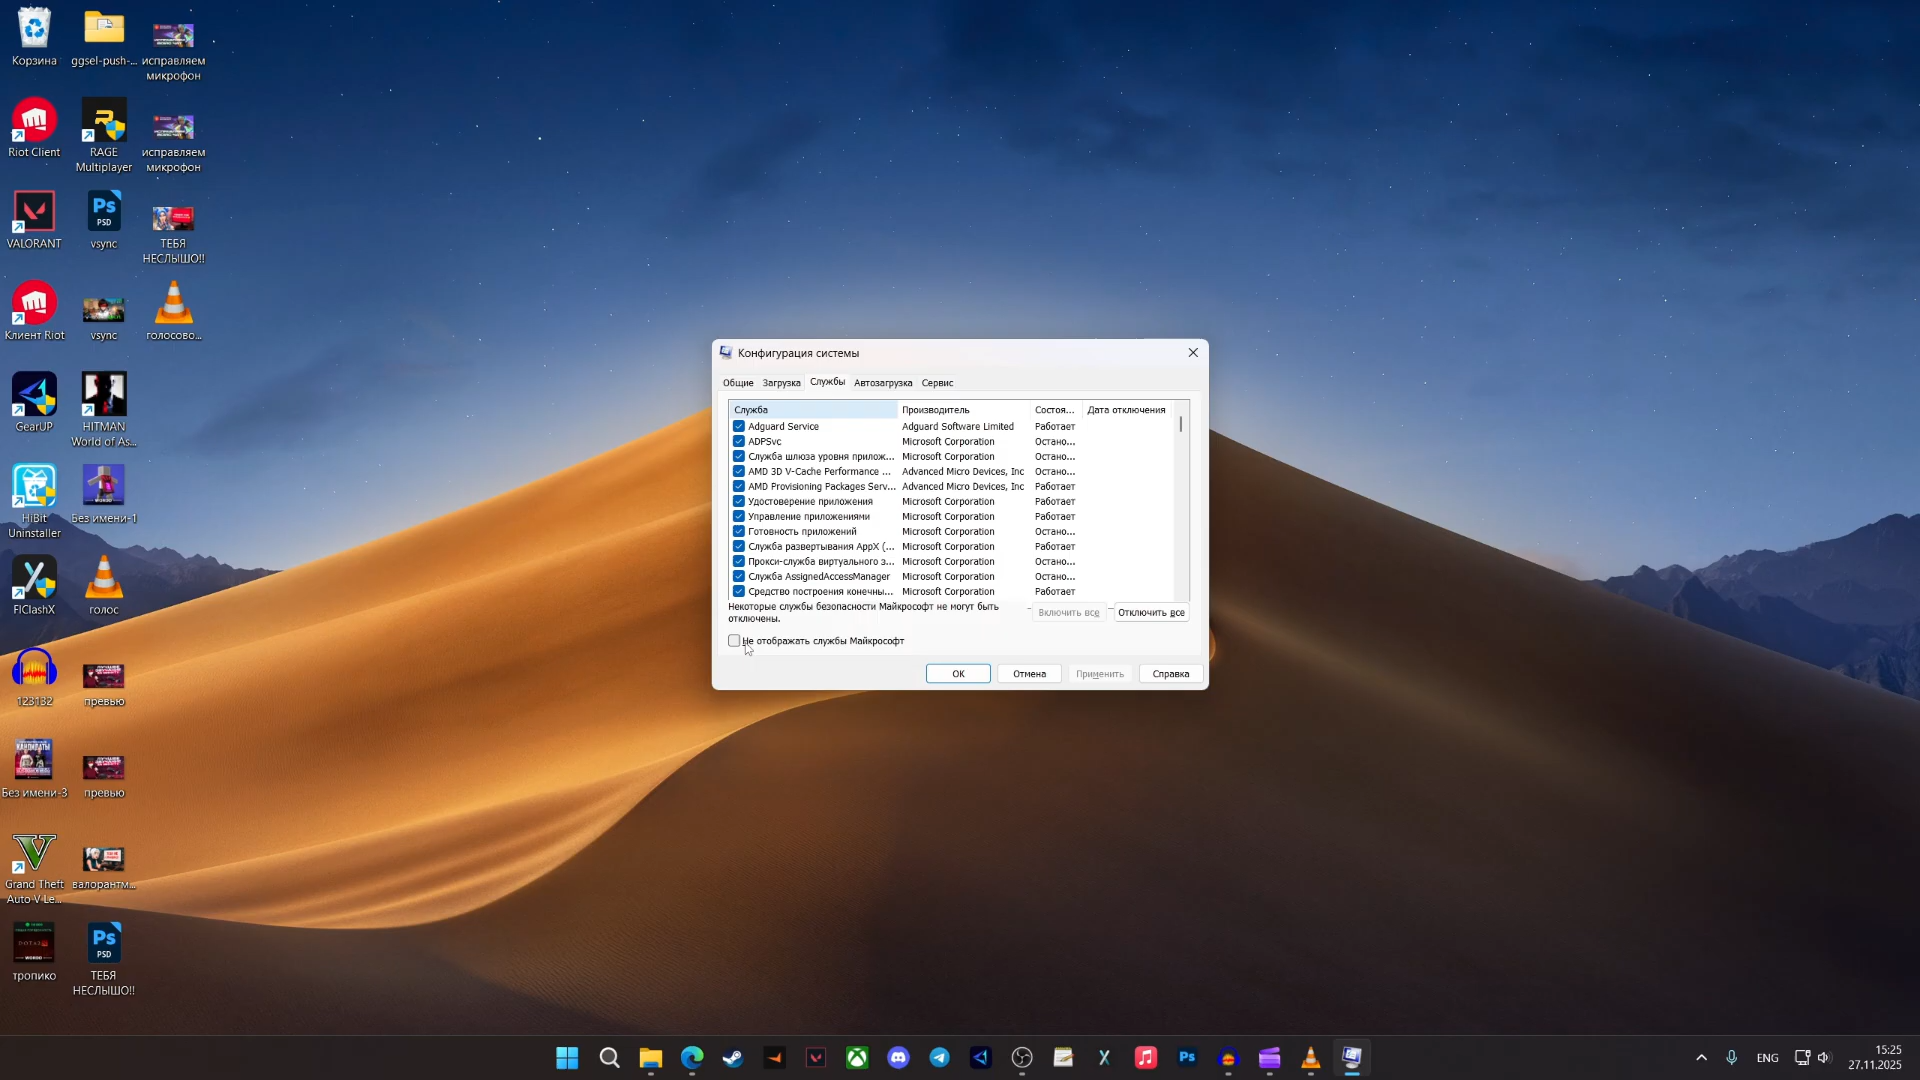 Корзина
ggsel-push-...
исправляем
микрофон
Riot Client
RAGE
Multiplayer
исправляем
микрофон
VALORANT
PSD
vsync
ТЕБЯ
НЕСЛЫШО!!
Клиент Riot
vsync
голосово...
GearUP
HITMAN
World of As...
HiBit
Uninstaller
Без имени-1
FlClashX
голос
123132
превью
Без имени-3
превью
Grand Theft
Auto V Le...
валорантм...
тропико
PSD
ТЕБЯ
НЕСЛЫШО!!
Конфигурация системы
Общие Загрузка Службы Автозагрузка Сервис
Служба Производитель Состоя... Дата отключения
Adguard Service Adguard Software Limited Работает
ADPSvc Microsoft Corporation Остано...
Служба шлюза уровня прилож... Microsoft Corporation Остано...
AMD 3D V-Cache Performance ... Advanced Micro Devices, Inc Остано...
AMD Provisioning Packages Serv... Advanced Micro Devices, Inc Работает
Удостоверение приложения Microsoft Corporation Работает
Управление приложениями Microsoft Corporation Работает
Готовность приложений Microsoft Corporation Остано...
Служба развертывания AppX (... Microsoft Corporation Работает
Прокси-служба виртуального з... Microsoft Corporation Остано...
Служба AssignedAccessManager Microsoft Corporation Остано...
Средство построения конечны... Microsoft Corporation Работает
Некоторые службы безопасности Майкрософт не могут быть
отключены.
Включить все Отключить все
Не отображать службы Майкрософт
ОК Отмена Применить Справка
ENG
15:25
27.11.2025